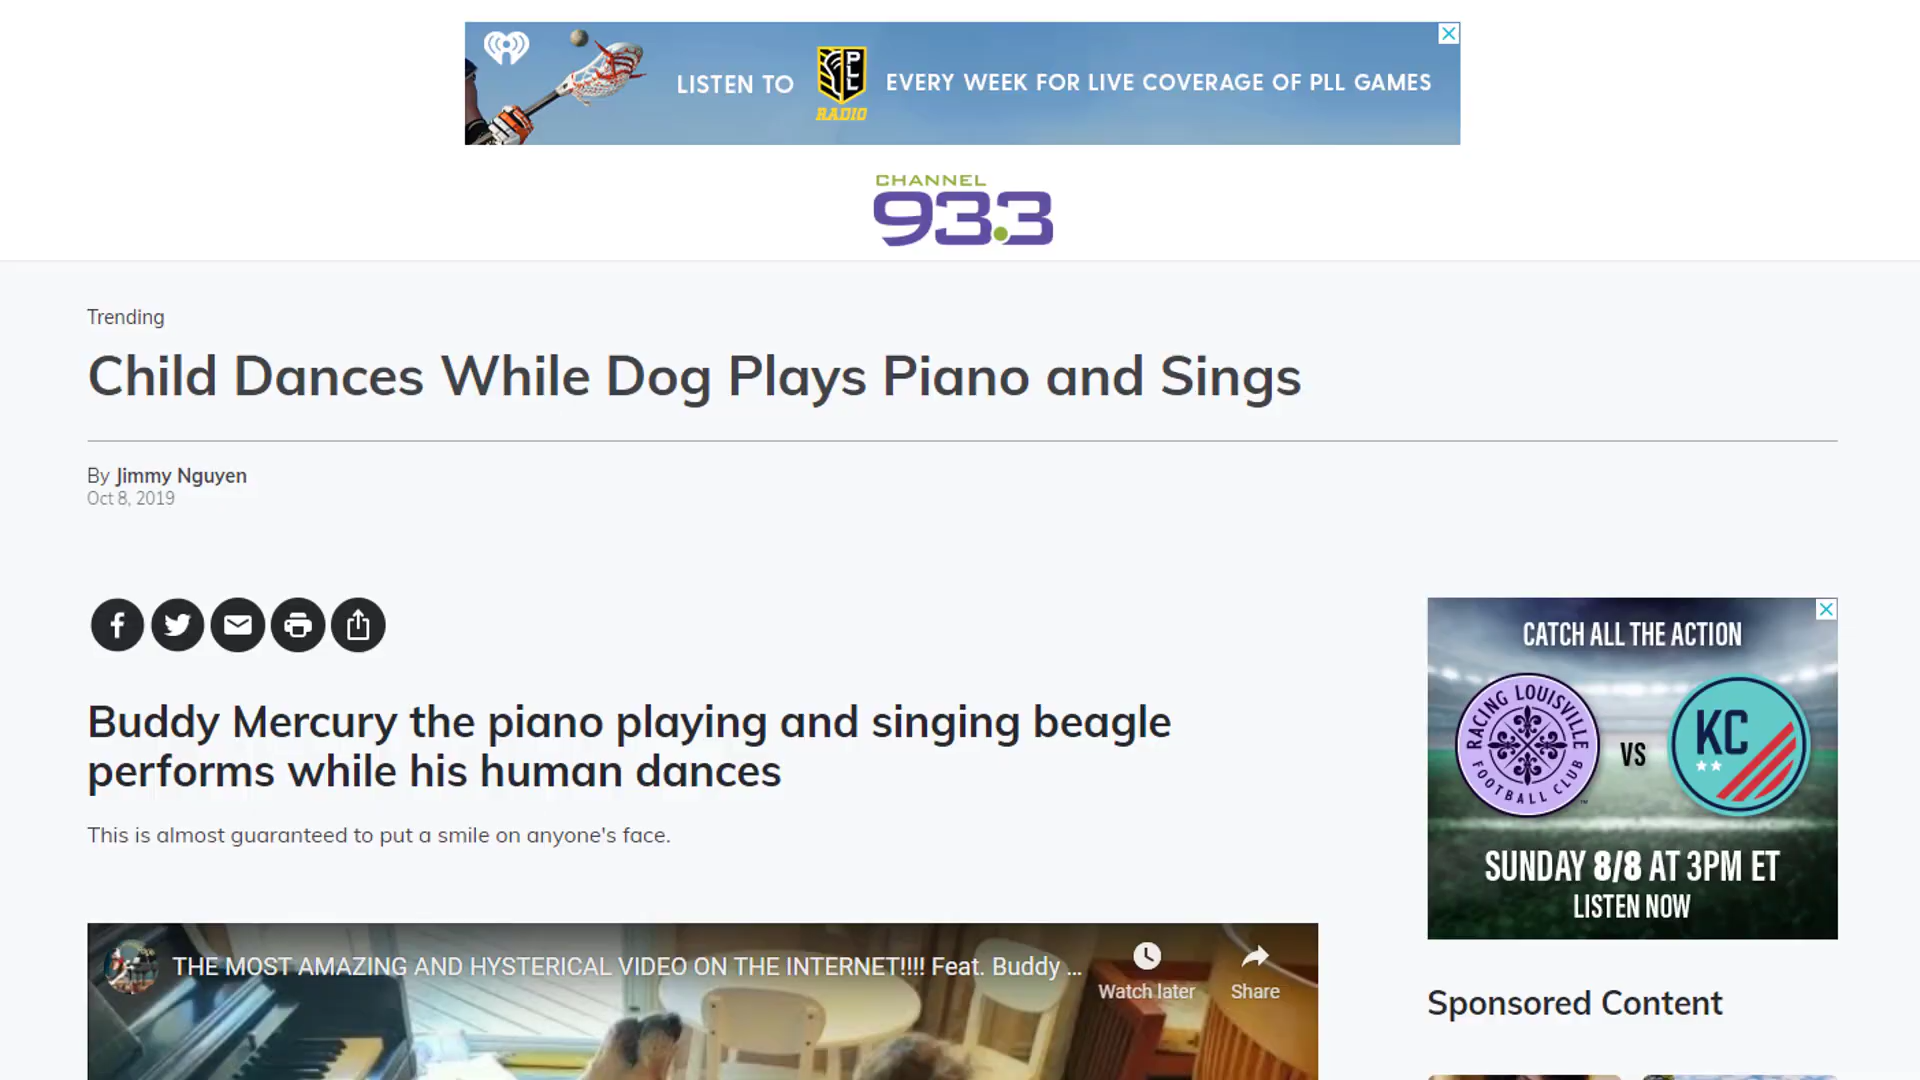 LISTEN TO PLL RADIO EVERY WEEK FOR LIVE COVERAGE OF PLL GAMES
CHANNEL
93.3
Trending
Child Dances While Dog Plays Piano and Sings
By Jimmy Nguyen
Oct 8, 2019
Buddy Mercury the piano playing and singing beagle
performs while his human dances
This is almost guaranteed to put a smile on anyone's face.
THE MOST AMAZING AND HYSTERICAL VIDEO ON THE INTERNET!!!! Feat. Buddy ...
Watch later
Share
CATCH ALL THE ACTION
RACING LOUISVILLE
FOOTBALL CLUB
VS
KC
SUNDAY 8/8 AT 3PM ET
LISTEN NOW
Sponsored Content